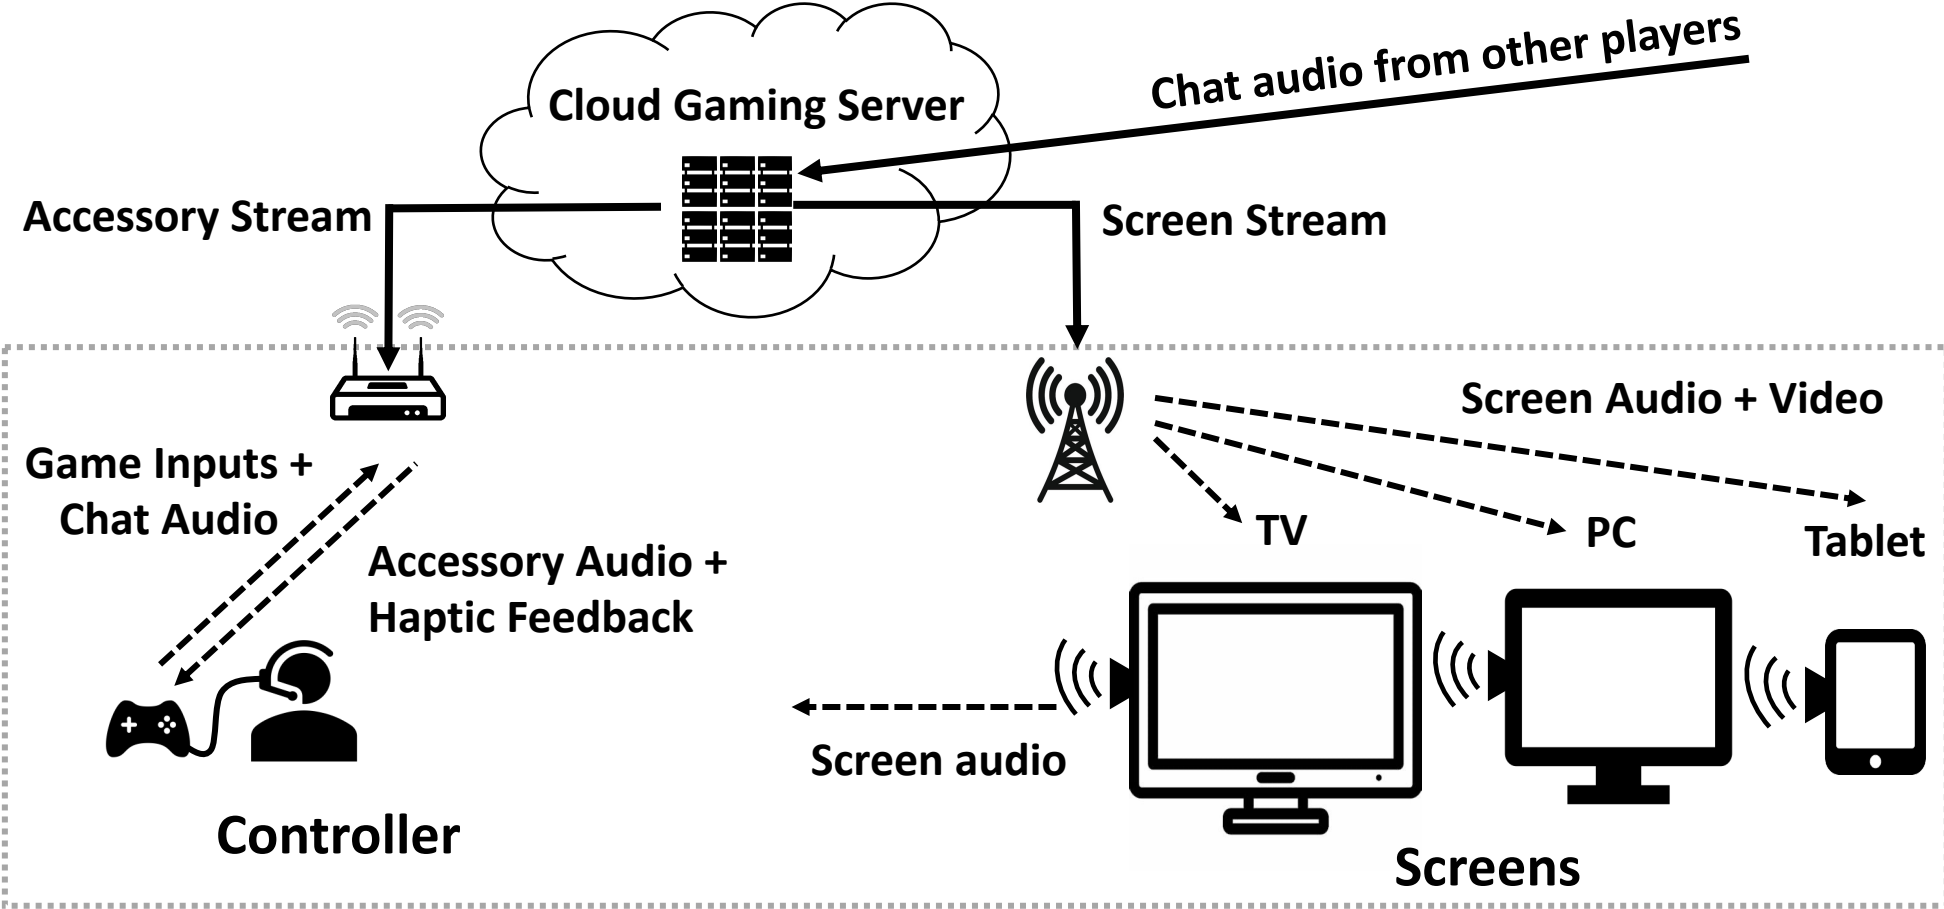 Chat audio from other players
Cloud Gaming Server
Accessory Stream
Screen Stream
Screen Audio + Video
Game Inputs +
Chat Audio
Accessory Audio +
Haptic Feedback
TV
PC
Tablet
Screen audio
Controller
Screens